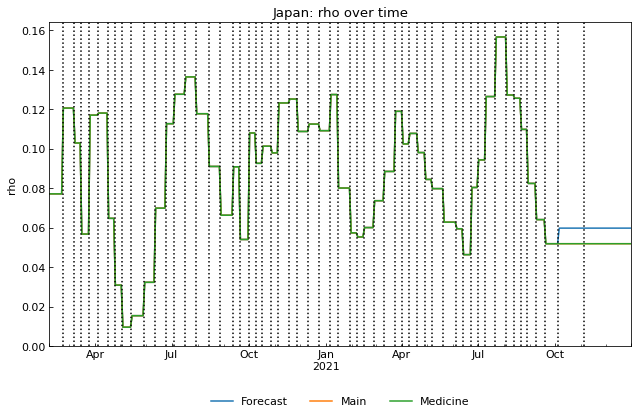 Japan: rho over time
0.16
0.14
0.12
0.10
0.08
0.06
0.04
0.02
0.00
rho
Apr Jul Oct Jan Apr Jul Oct
2021
Forecast Main Medicine